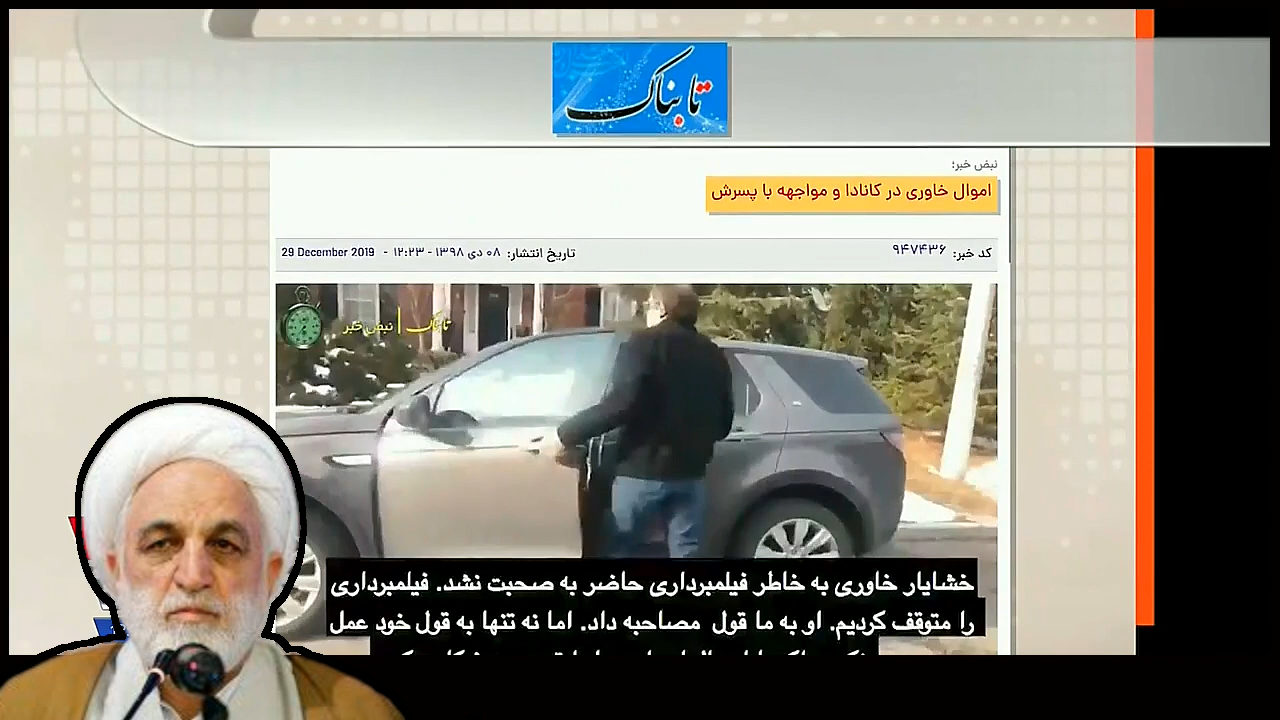 تابناک
نبض خبر؛
اموال خاوری در کانادا و مواجهه با پسرش
کد خبر: ۹۴۷۴۳۶
تاریخ انتشار: ۰۸ دی ۱۳۹۸ - ۱۲:۲۳ - 29 December 2019
تابناک | نبض خبر
خشایار خاوری به خاطر فیلمبرداری حاضر به صحبت نشد. فیلمبرداری
را متوقف کردیم. او به ما قول مصاحبه داد. اما نه تنها به قول خود عمل